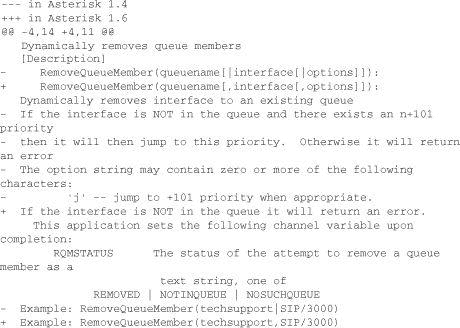 --- in Asterisk 1.4
+++ in Asterisk 1.6
@@ -4,14 +4,11 @@
Dynamically removes queue members
[Description]
- RemoveQueueMember(queuename[|interface[|options]]):
+ RemoveQueueMember(queuename[,interface[,options]]):
Dynamically removes interface to an existing queue
- If the interface is NOT in the queue and there exists an n+101
priority
- then it will then jump to this priority. Otherwise it will return
an error
- The option string may contain zero or more of the following
characters:
- 'j' -- jump to +101 priority when appropriate.
+ If the interface is NOT in the queue it will return an error.
This application sets the following channel variable upon
completion:
RQMSTATUS The status of the attempt to remove a queue
member as a
text string, one of
REMOVED | NOTINQUEUE | NOSUCHQUEUE
- Example: RemoveQueueMember(techsupport|SIP/3000)
+ Example: RemoveQueueMember(techsupport,SIP/3000)